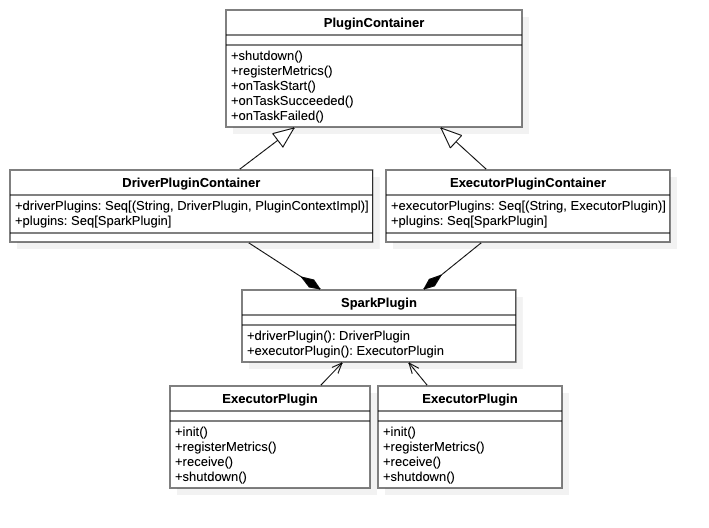 PluginContainer
+shutdown()
+registerMetrics()
+onTaskStart()
+onTaskSucceeded()
+onTaskFailed()
DriverPluginContainer
+driverPlugins: Seq[(String, DriverPlugin, PluginContextImpl)]
+plugins: Seq[SparkPlugin]
ExecutorPluginContainer
+executorPlugins: Seq[(String, ExecutorPlugin)]
+plugins: Seq[SparkPlugin]
SparkPlugin
+driverPlugin(): DriverPlugin
+executorPlugin(): ExecutorPlugin
ExecutorPlugin
+init()
+registerMetrics()
+receive()
+shutdown()
ExecutorPlugin
+init()
+registerMetrics()
+receive()
+shutdown()